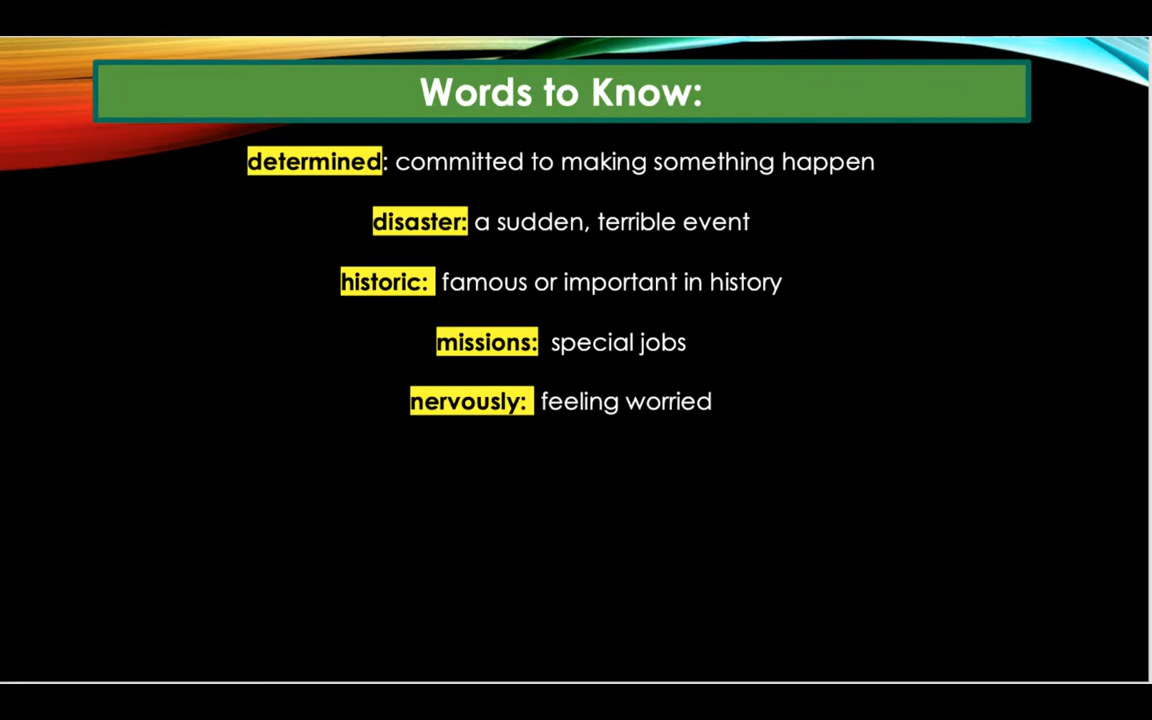 Words to Know:
determined: committed to making something happen
disaster: a sudden, terrible event
historic: famous or important in history
missions: special jobs
nervously: feeling worried